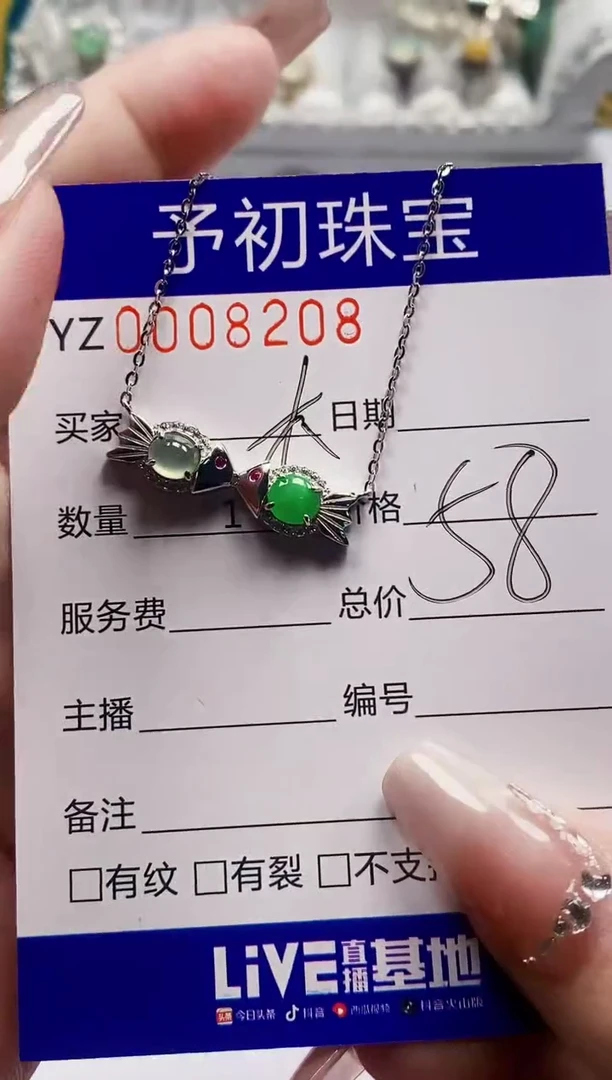 予初珠宝
YZ0008208
买家 日期
数量 1 价格 58
服务费 总价
主播 编号
备注
□有纹 □有裂 □不支
LiVE直播基地
头条 今日头条 抖音 西瓜视频 抖音火山版